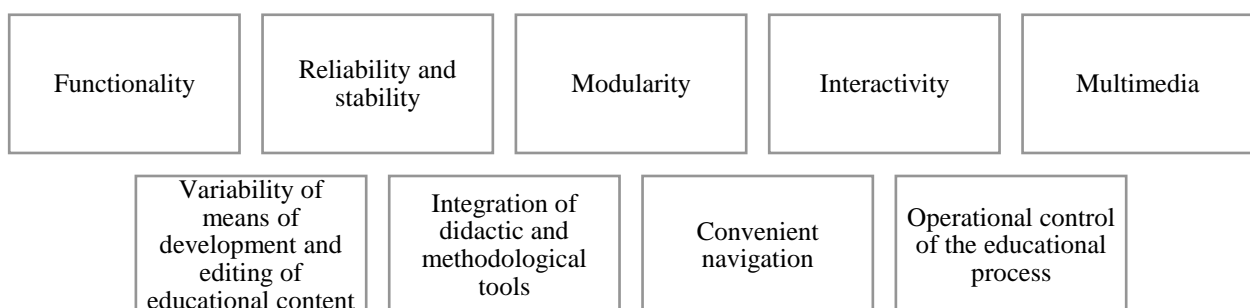 Functionality
Reliability and
stability
Modularity
Interactivity
Multimedia
Variability of
means of
development and
editing of
educational content
Integration of
didactic and
methodological
tools
Convenient
navigation
Operational control
of the educational
process